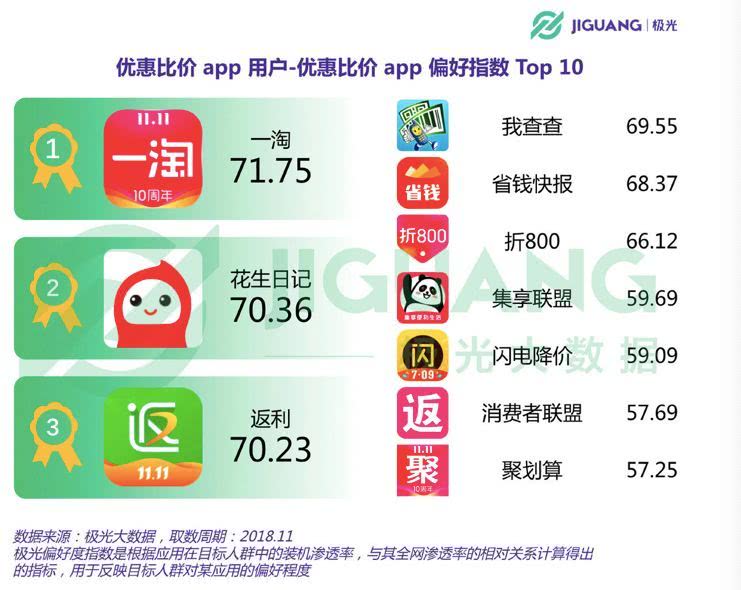 JIGUANG | 极光
优惠比价 app 用户-优惠比价 app 偏好指数 Top 10
1
11.11
一淘
10周年
一淘
71.75
2
花生日记
70.36
3
返
11.11
返利
70.23
我查查
69.55
省钱
省钱快报
68.37
折800
折800
66.12
集享便利生活
集享联盟
59.69
闪
7·09
闪电降价
59.09
返
消费者联盟
57.69
11.11
聚
10周年
聚划算
57.25
JIGUANG
极光大数据
数据来源：极光大数据，取数周期：2018.11
极光偏好度指数是根据应用在目标人群中的装机渗透率，与其全网渗透率的相对关系计算得出
的指标，用于反映目标人群对某应用的偏好程度